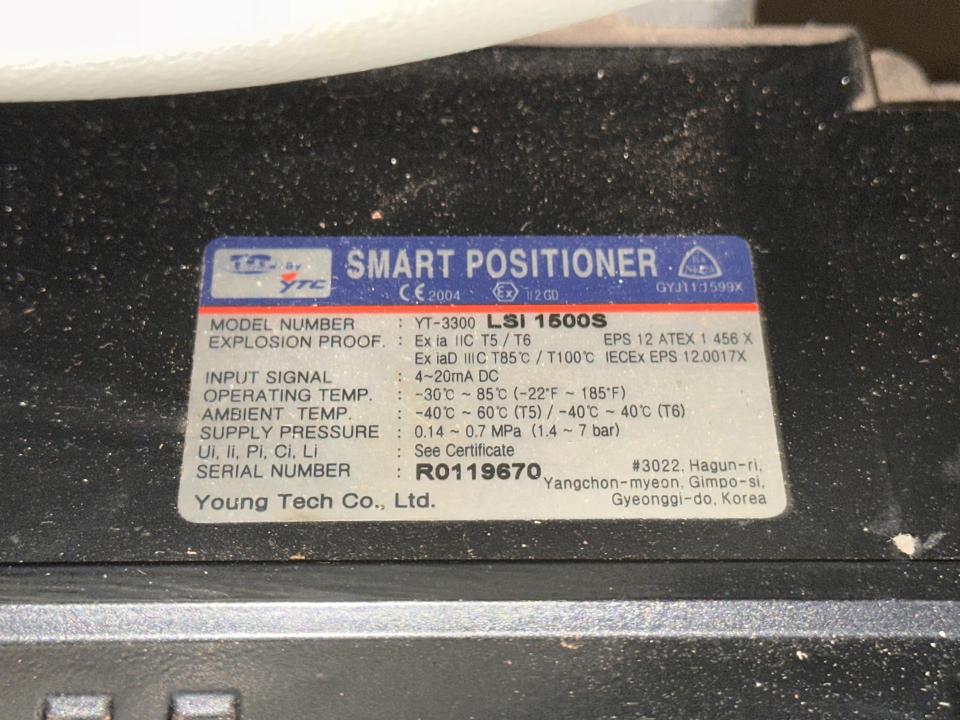 By
YTC
SMART POSITIONER
CE 2004 Ex II 2 GD
GYJ11.1599X
MODEL NUMBER : YT-3300 LSi 1500S
EXPLOSION PROOF. : Ex ia IIC T5 / T6 EPS 12 ATEX 1 456 X
Ex iaD IIIC T85℃ / T100℃ IECEx EPS 12.0017X
INPUT SIGNAL : 4~20mA DC
OPERATING TEMP. : -30℃ ~ 85℃ (-22°F ~ 185°F)
AMBIENT TEMP. : -40℃ ~ 60℃ (T5) / -40℃ ~ 40℃ (T6)
SUPPLY PRESSURE : 0.14 ~ 0.7 MPa (1.4 ~ 7 bar)
Ui, Ii, Pi, Ci, Li : See Certificate
SERIAL NUMBER : R0119670
Young Tech Co., Ltd.
#3022, Hagun-ri,
Yangchon-myeon, Gimpo-si,
Gyeonggi-do, Korea